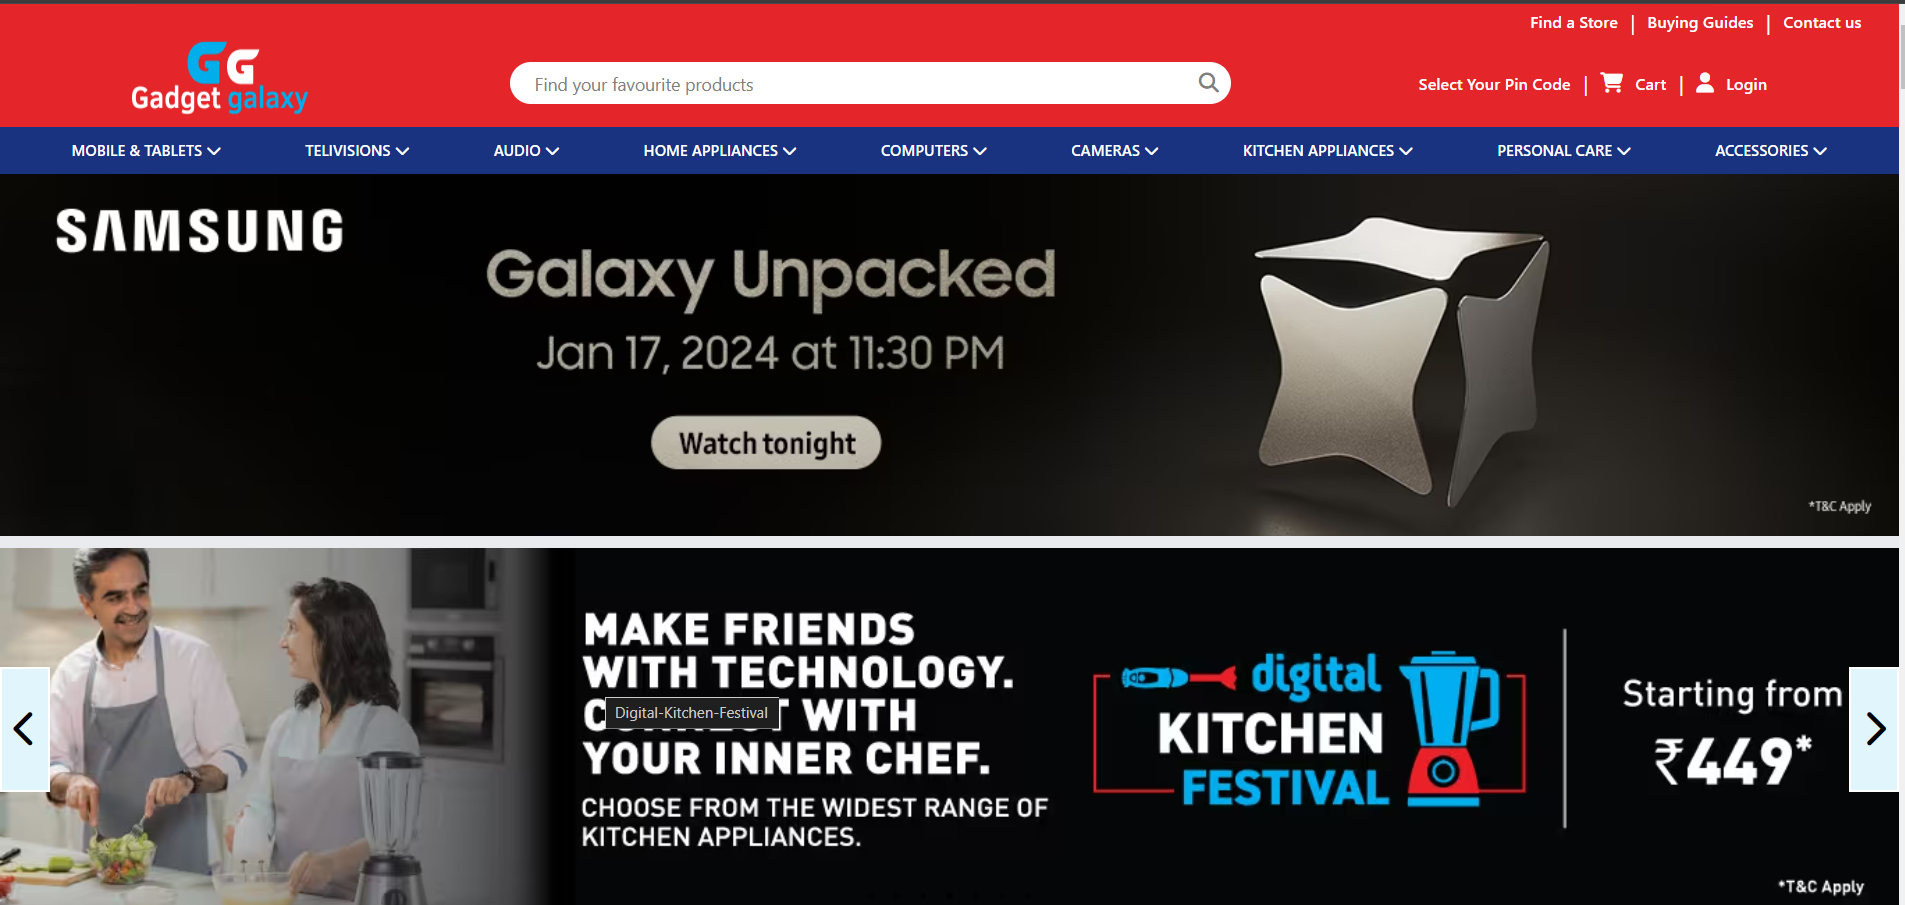 Find a Store | Buying Guides | Contact us
GG
Gadget galaxy
Find your favourite products
Select Your Pin Code | Cart | Login
MOBILE & TABLETS TELIVISIONS AUDIO HOME APPLIANCES COMPUTERS CAMERAS KITCHEN APPLIANCES PERSONAL CARE ACCESSORIES
SAMSUNG
Galaxy Unpacked
Jan 17, 2024 at 11:30 PM
Watch tonight
*T&C Apply
MAKE FRIENDS
WITH TECHNOLOGY.
WITH
YOUR INNER CHEF.
Digital-Kitchen-Festival
CHOOSE FROM THE WIDEST RANGE OF
KITCHEN APPLIANCES.
digital
KITCHEN
FESTIVAL
Starting from
₹449*
*T&C Apply